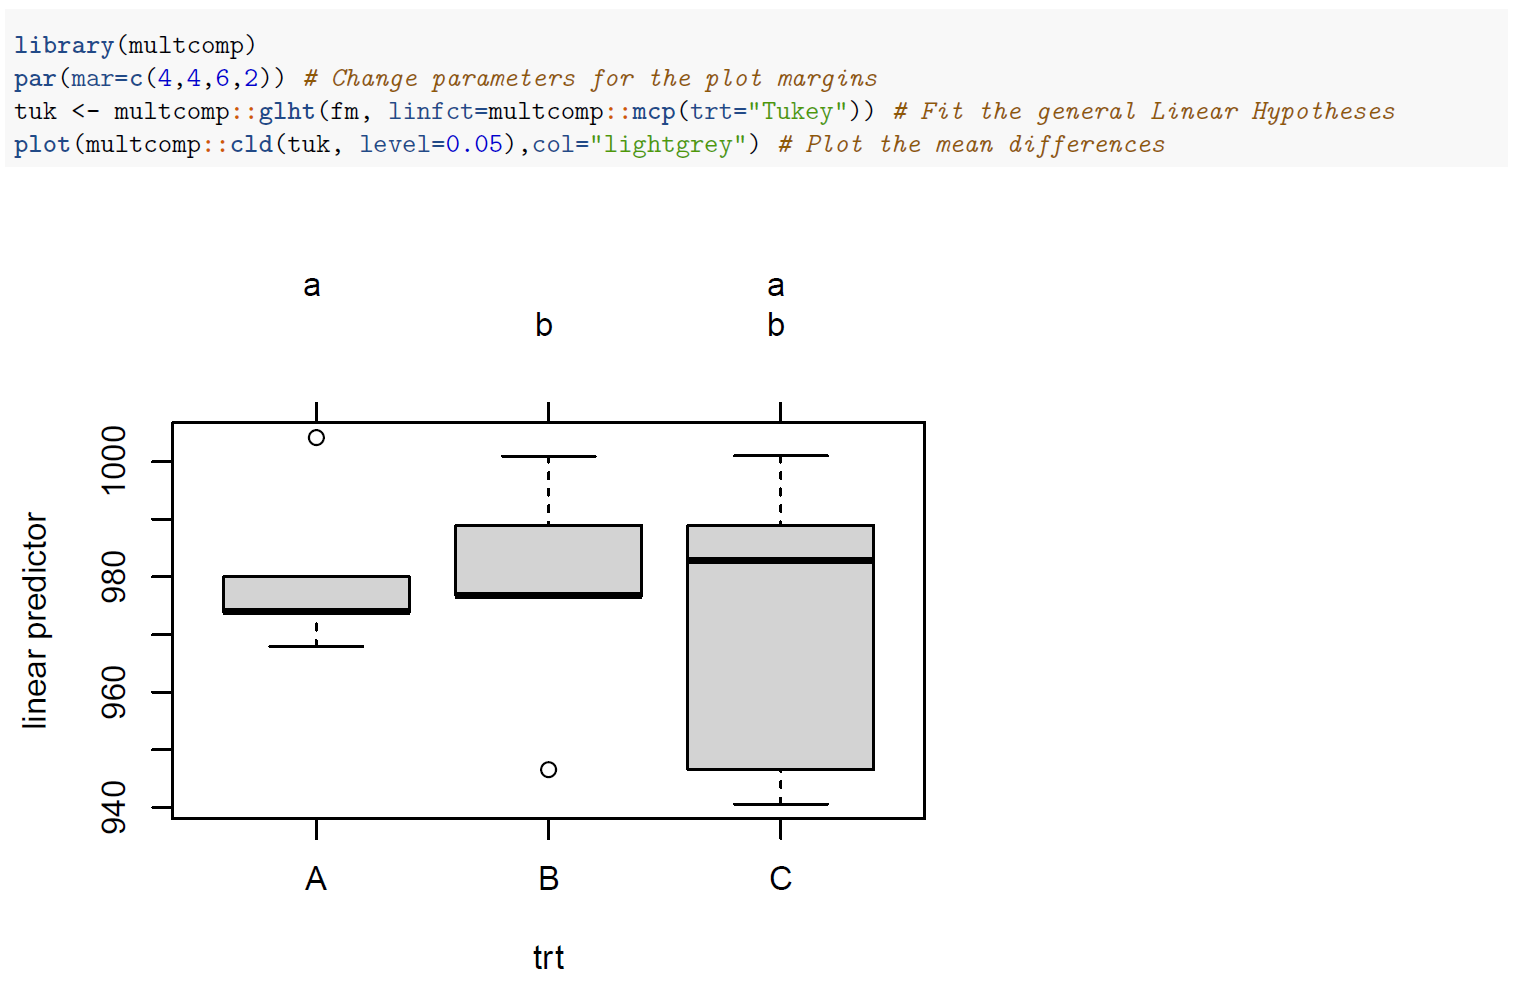 library(multcomp)
par(mar=c(4,4,6,2)) # Change parameters for the plot margins
tuk <- multcomp::glht(fm, linfct=multcomp::mcp(trt="Tukey")) # Fit the general Linear Hypotheses
plot(multcomp::cld(tuk, level=0.05),col="lightgrey") # Plot the mean differences
a a
b b
1000
980
960
940
linear predictor
A B C
trt